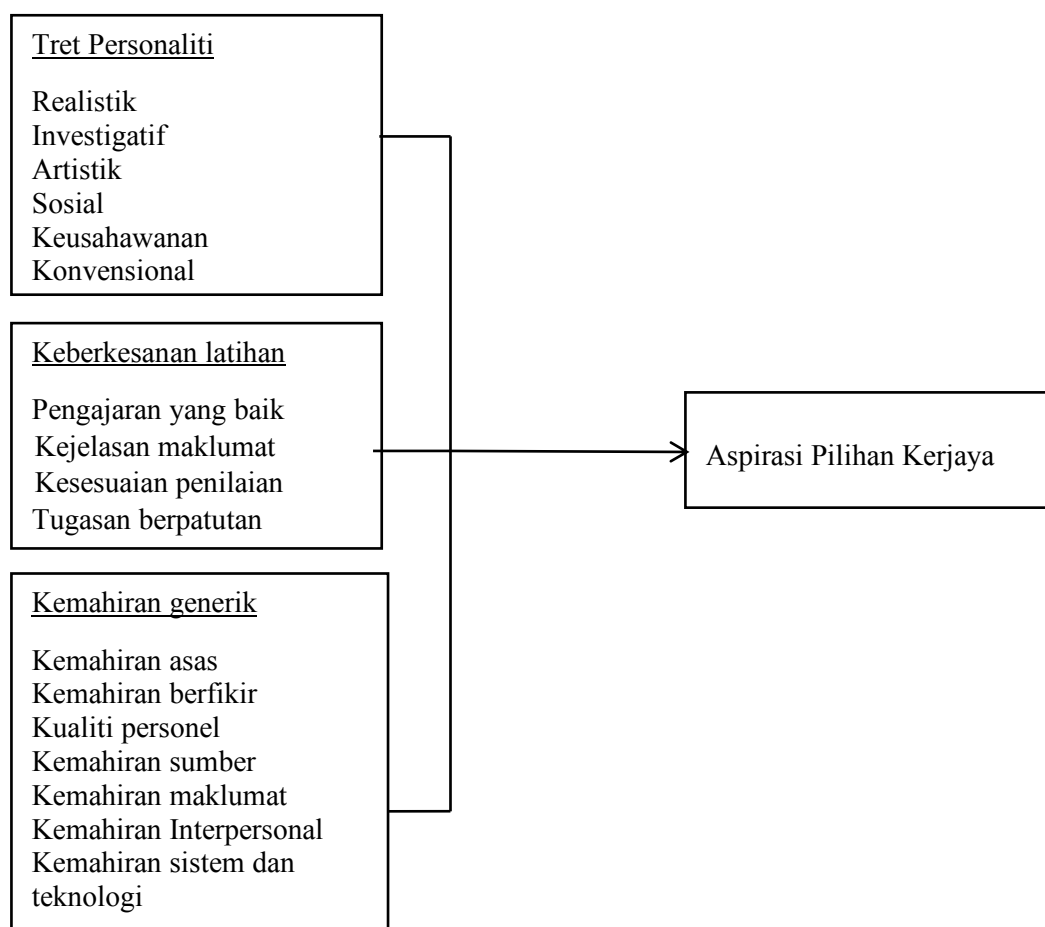 Tret Personaliti
Realistik
Investigatif
Artistik
Sosial
Keusahawanan
Konvensional
Keberkesanan latihan
Pengajaran yang baik
Kejelasan maklumat
Kesesuaian penilaian
Tugasan berpatutan
Aspirasi Pilihan Kerjaya
Kemahiran generik
Kemahiran asas
Kemahiran berfikir
Kualiti personel
Kemahiran sumber
Kemahiran maklumat
Kemahiran Interpersonal
Kemahiran sistem dan
teknologi